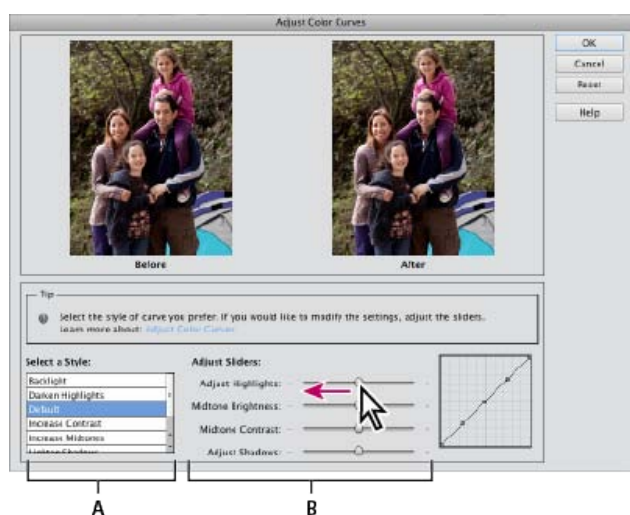 Adjust Color Curves
OK
Cancel
Reset
Help
Before
After
Tip
Select the style of curve you prefer. If you would like to modify the settings, adjust the sliders.
Learn more about: Adjust Color Curves
Select a Style:
Backlight
Darken Highlights
Default
Increase Contrast
Increase Midtones
Lighten Shadows
Adjust Sliders:
Adjust Highlights:
Midtone Brightness:
Midtone Contrast:
Adjust Shadows:
A
B